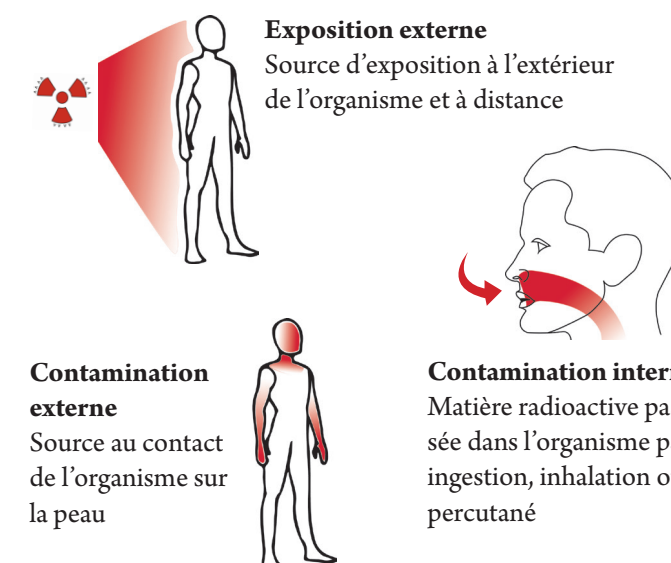 Exposition externe
Source d’exposition à l’extérieur
de l’organisme et à distance
Contamination
externe
Source au contact
de l’organisme sur
la peau
Contamination
Matière radioactive
sée dans l’organisme
ingestion, inhalation
percutané